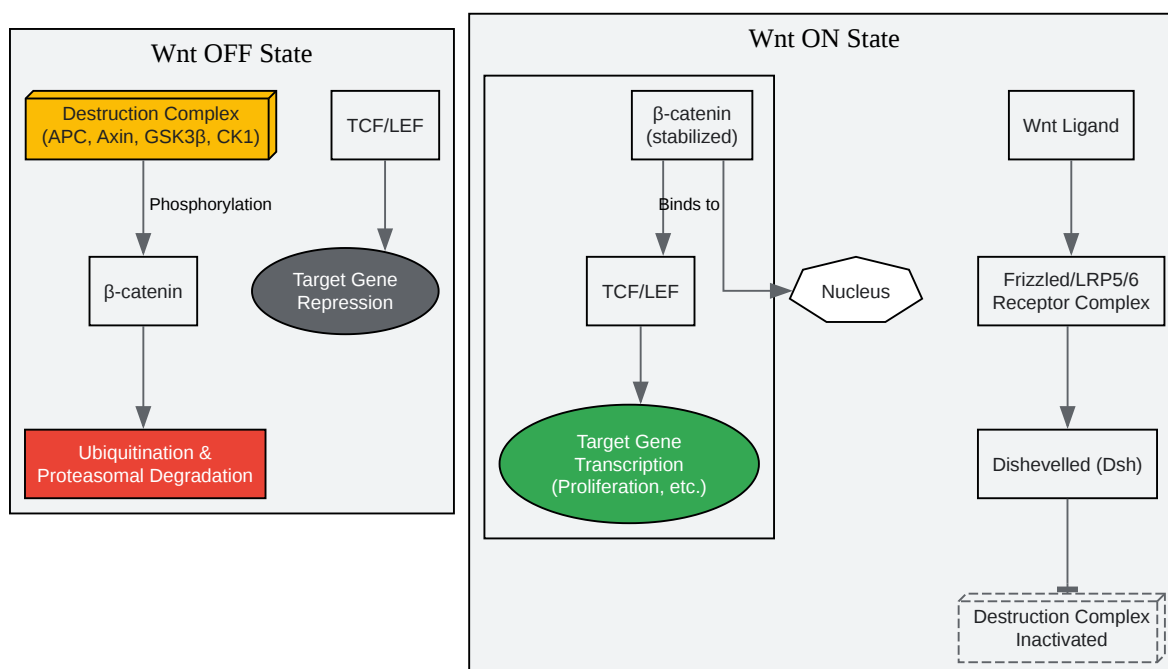 Wnt OFF State
Destruction Complex
(APC, Axin, GSK3β, CK1)
TCF/LEF
Phosphorylation
β-catenin
Target Gene
Repression
Ubiquitination &
Proteasomal Degradation
Wnt ON State
β-catenin
(stabilized)
Binds to
TCF/LEF
Nucleus
Target Gene
Transcription
(Proliferation, etc.)
Wnt Ligand
Frizzled/LRP5/6
Receptor Complex
Dishevelled (Dsh)
Destruction Complex
Inactivated